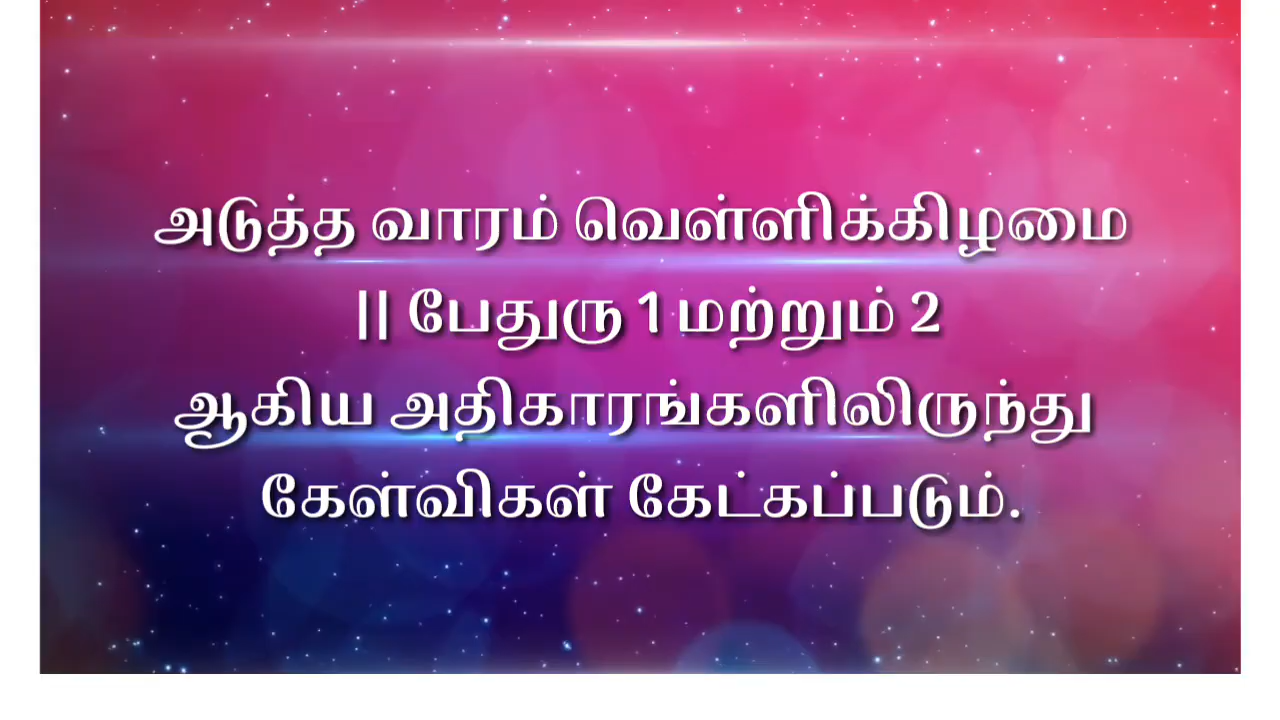 அடுத்த வாரம் வெள்ளிக்கிழமை
|| பேதுரு 1 மற்றும் 2
ஆகிய அதிகாரங்களிலிருந்து
கேள்விகள் கேட்கப்படும்.